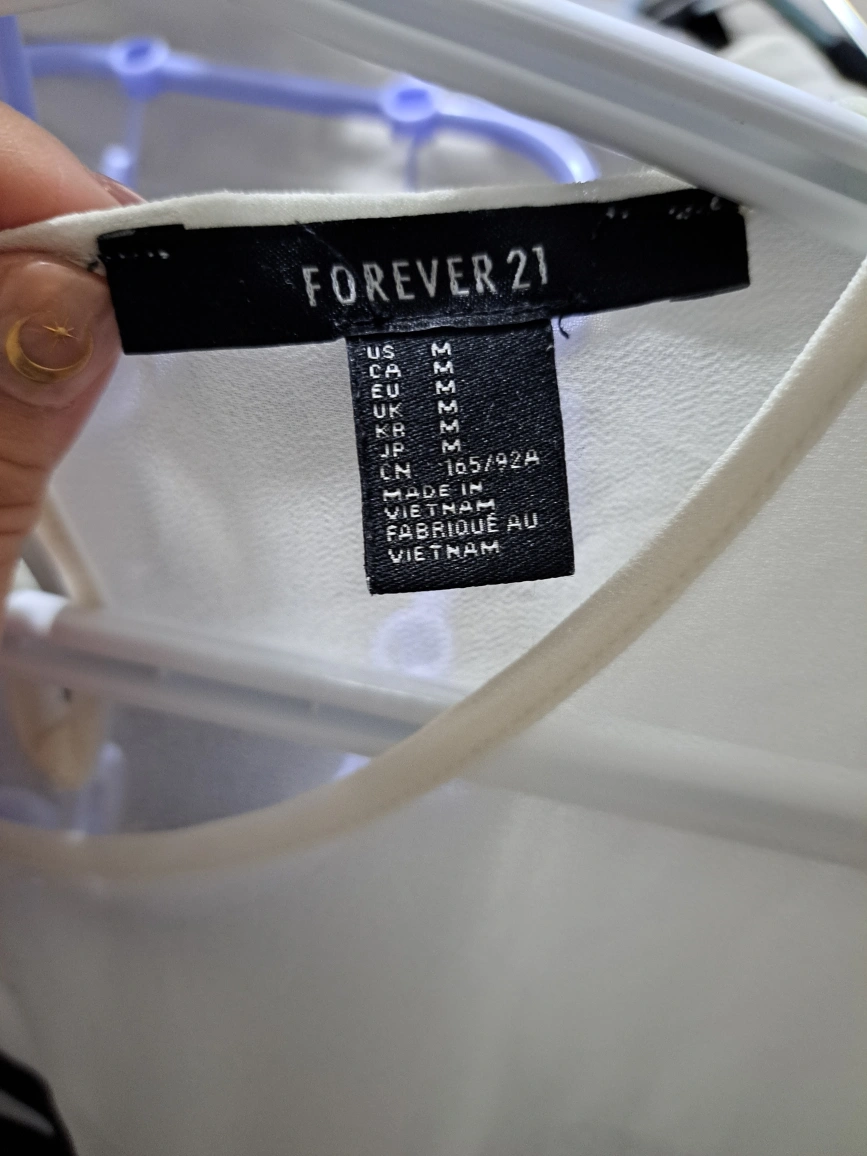 FOREVER 21
US M
CA M
EU M
UK M
KR M
JP M
CN 165/92A
MADE IN
VIETNAM
FABRIQUÉ AU
VIETNAM